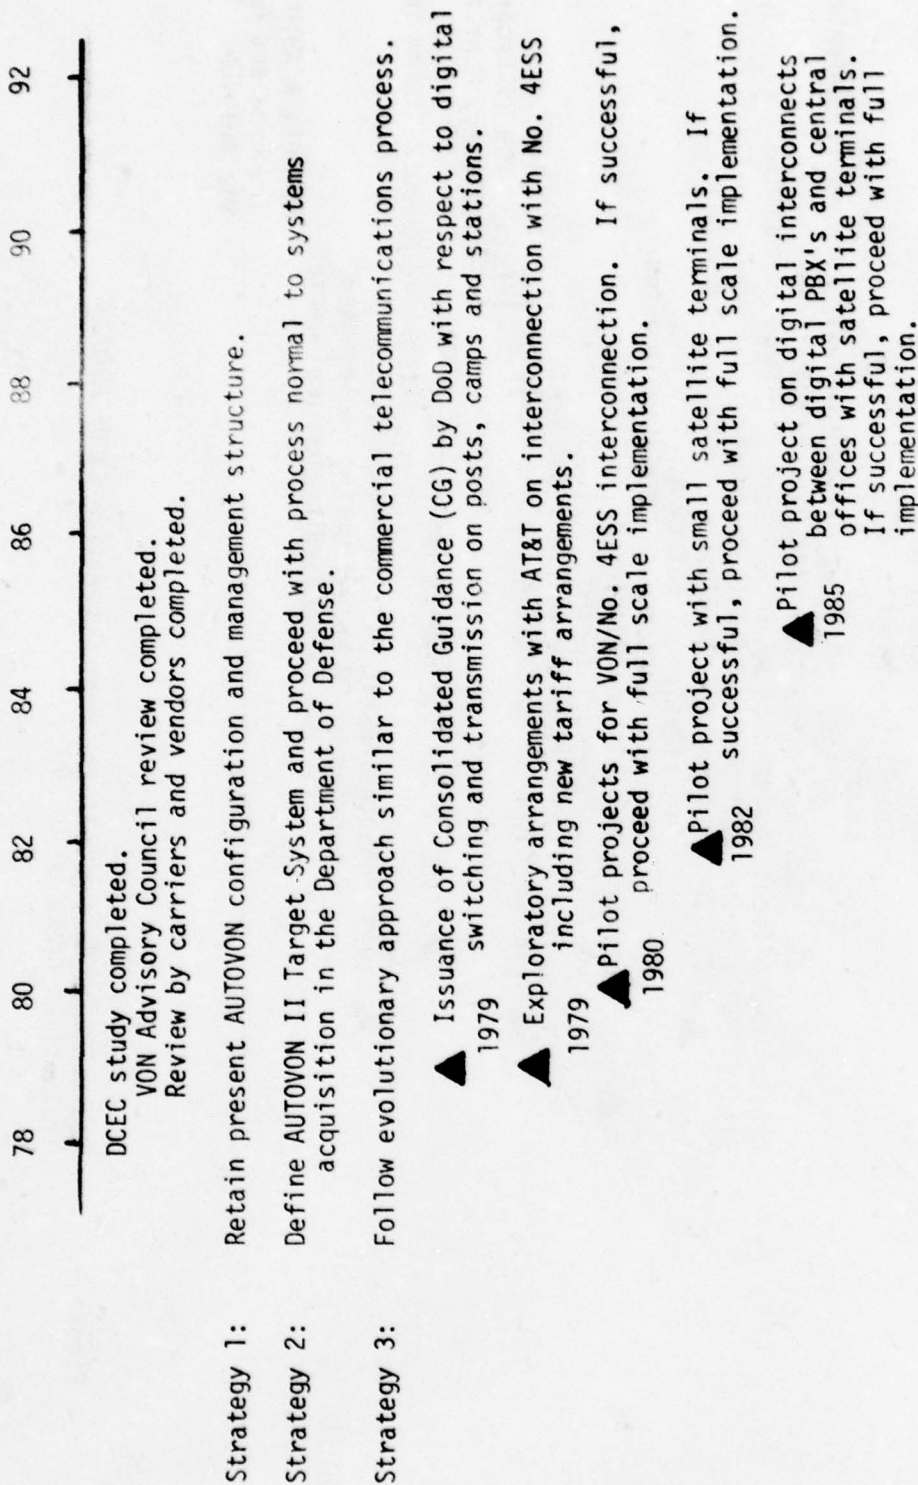 78 80 82 84 86 88 90 92
DCEC study completed.
VON Advisory Council review completed.
Review by carriers and vendors completed.
Strategy 1: Retain present AUTOVON configuration and management structure.
Strategy 2: Define AUTOVON II Target System and proceed with process normal to systems
acquisition in the Department of Defense.
Strategy 3: Follow evolutionary approach similar to the commercial telecommunications process.
Issuance of Consolidated Guidance (CG) by DoD with respect to digital
1979 switching and transmission on posts, camps and stations.
Exploratory arrangements with AT&T on interconnection with No. 4ESS
1979 including new tariff arrangements.
Pilot projects for VON/No. 4ESS interconnection. If successful,
1980 proceed with full scale implementation.
Pilot project with small satellite terminals. If
1982 successful, proceed with full scale implementation.
Pilot project on digital interconnects
1985 between digital PBX's and central
offices with satellite terminals.
If successful, proceed with full
implementation.